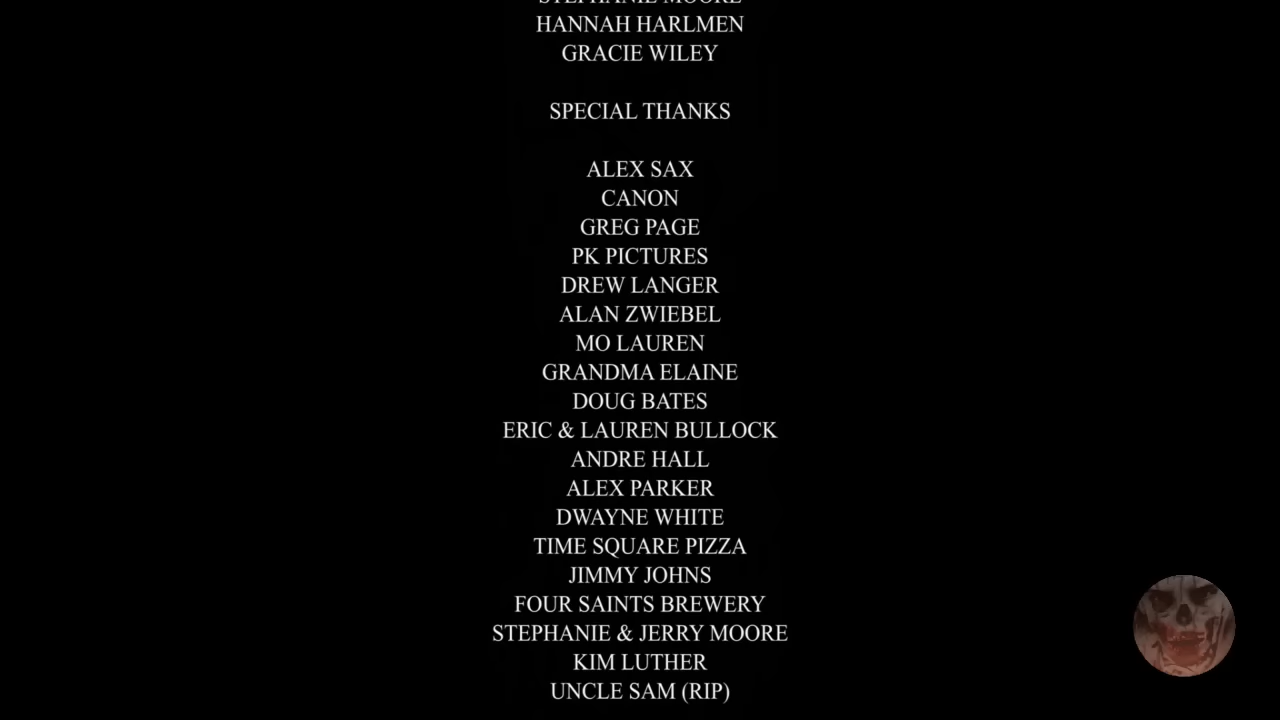 STEPHANIE MOORE
HANNAH HARLMEN
GRACIE WILEY
SPECIAL THANKS
ALEX SAX
CANON
GREG PAGE
PK PICTURES
DREW LANGER
ALAN ZWIEBEL
MO LAUREN
GRANDMA ELAINE
DOUG BATES
ERIC & LAUREN BULLOCK
ANDRE HALL
ALEX PARKER
DWAYNE WHITE
TIME SQUARE PIZZA
JIMMY JOHNS
FOUR SAINTS BREWERY
STEPHANIE & JERRY MOORE
KIM LUTHER
UNCLE SAM (RIP)